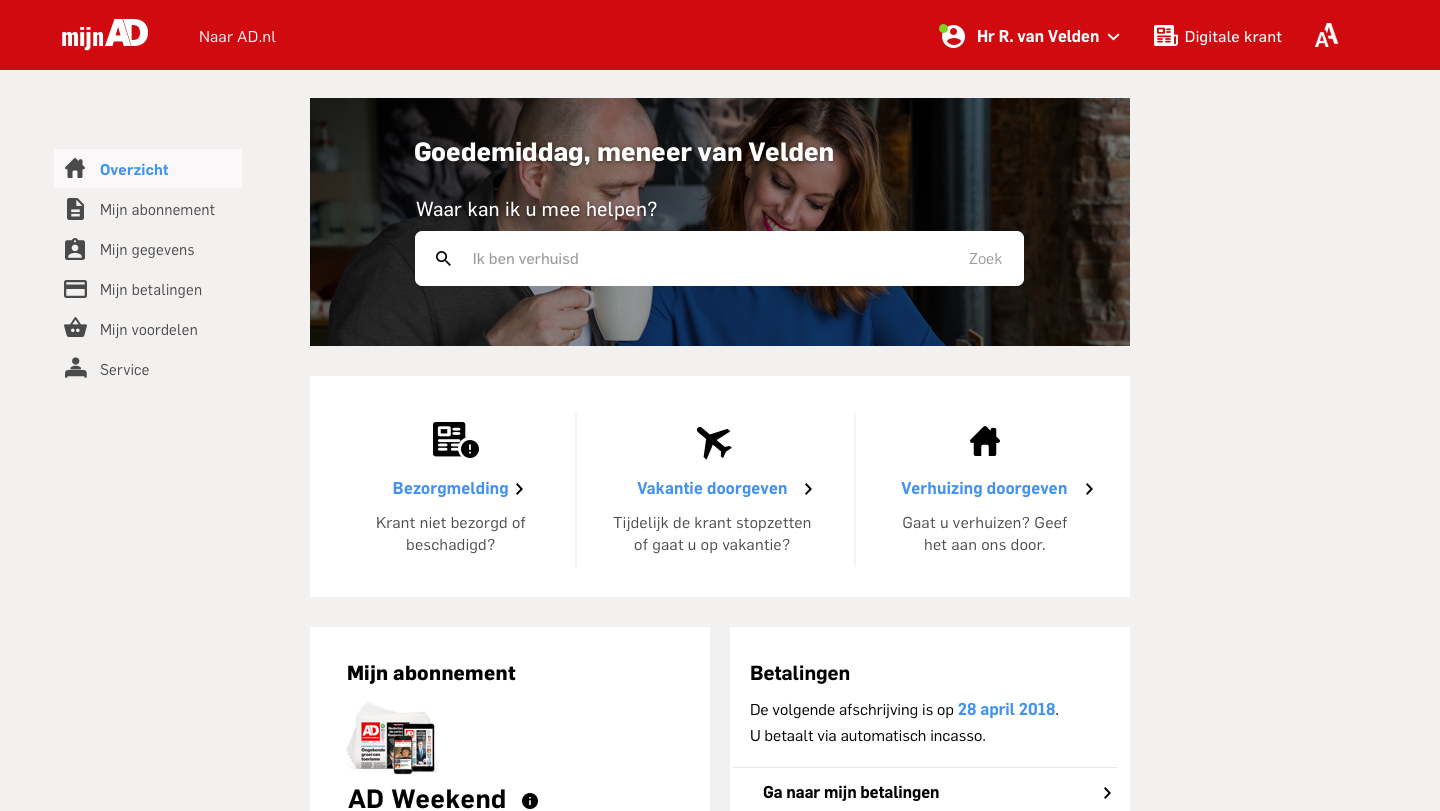 mijn AD
Naar AD.nl
Hr R. van Velden
Digitale krant
AA
Overzicht
Mijn abonnement
Mijn gegevens
Mijn betalingen
Mijn voordelen
Service
Goedemiddag, meneer van Velden
Waar kan ik u mee helpen?
Ik ben verhuisd
Zoek
Bezorgmelding
Krant niet bezorgd of
beschadigd?
Vakantie doorgeven
Tijdelijk de krant stopzetten
of gaat u op vakantie?
Verhuizing doorgeven
Gaat u verhuizen? Geef
het aan ons door.
Mijn abonnement
AD
AD Weekend
Betalingen
De volgende afschrijving is op 28 april 2018.
U betaalt via automatisch incasso.
Ga naar mijn betalingen